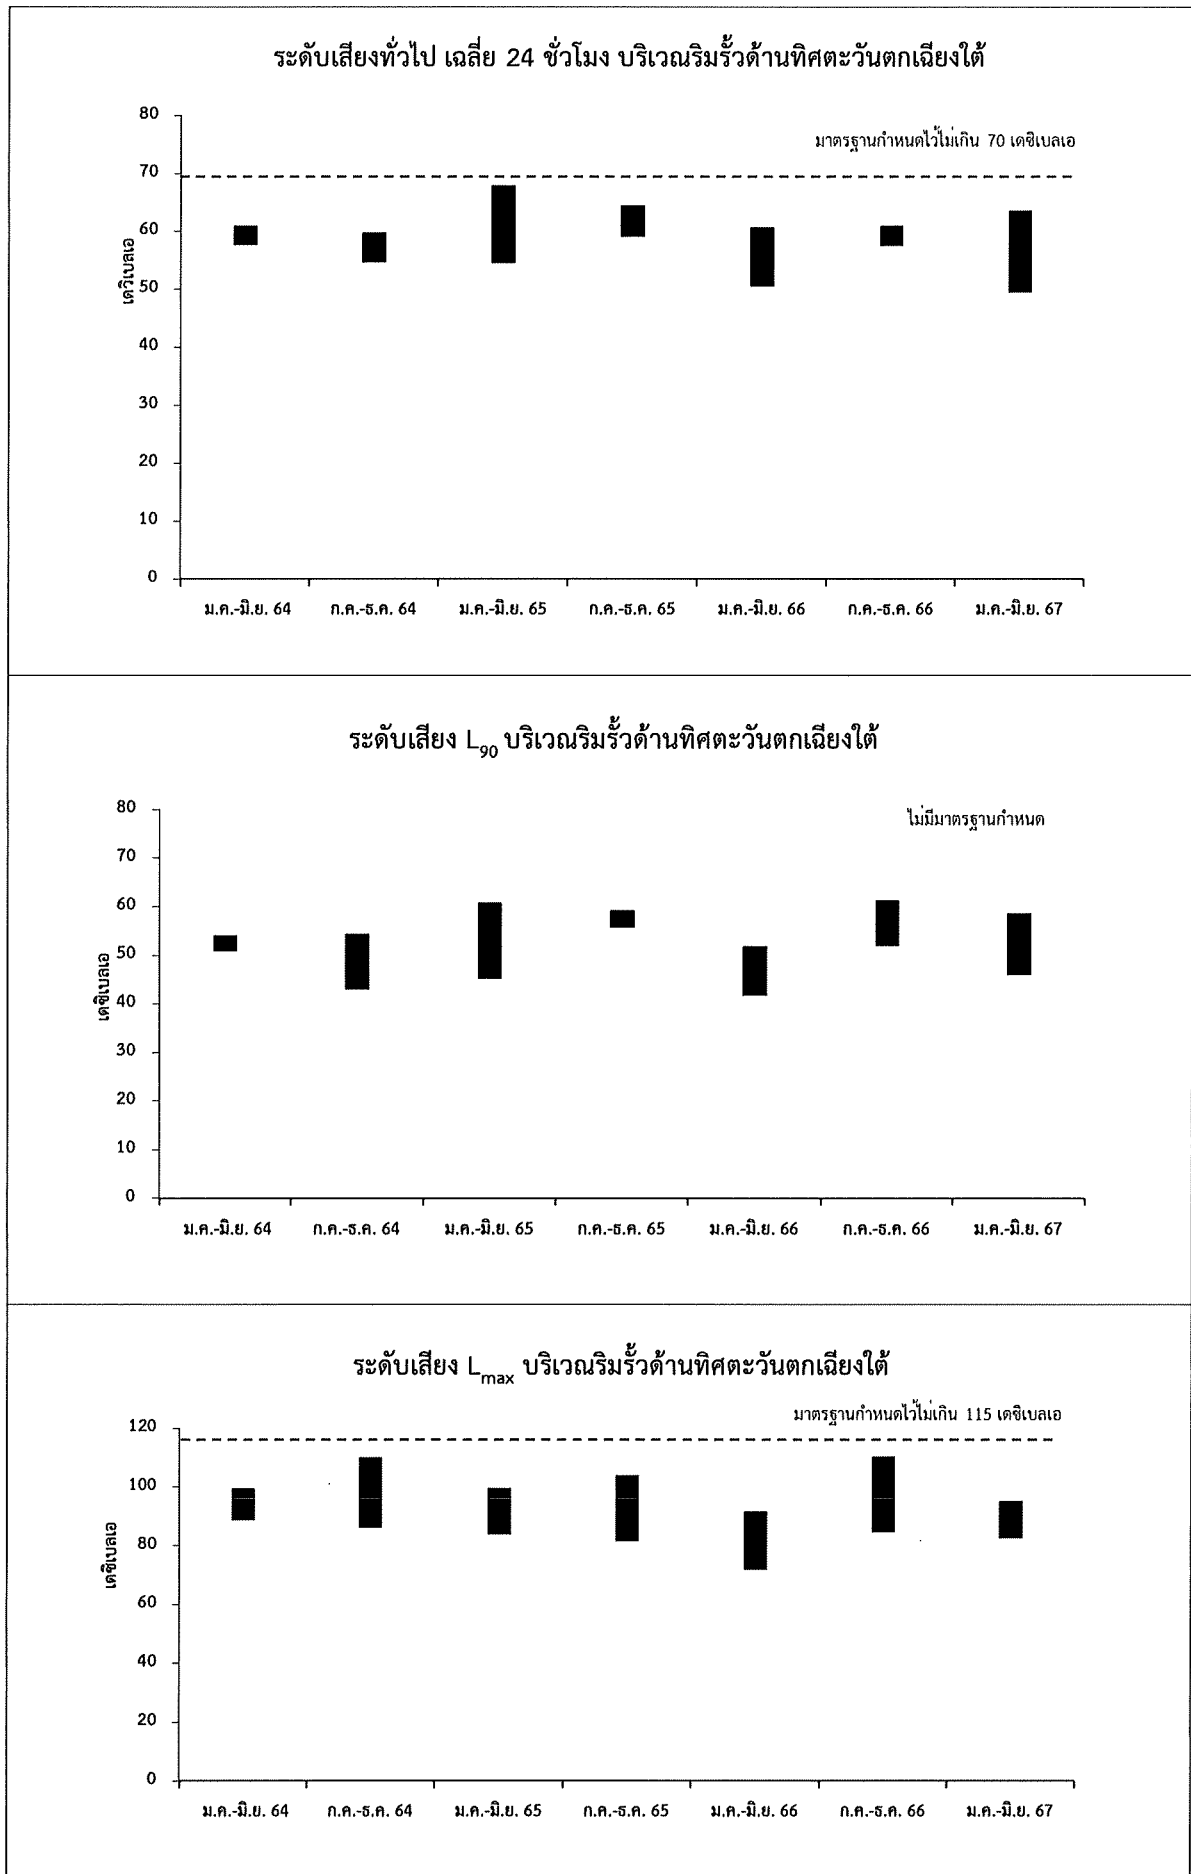 ระดับเสียงทั่วไป เฉลี่ย 24 ชั่วโมง บริเวณริมรั้วด้านทิศตะวันตกเฉียงใต้
มาตรฐานกำหนดไว้ไม่เกิน 70 เดซิเบลเอ
เดซิเบลเอ
80
70
60
50
40
30
20
10
0
ม.ค.-มิ.ย. 64 ก.ค.-ธ.ค. 64 ม.ค.-มิ.ย. 65 ก.ค.-ธ.ค. 65 ม.ค.-มิ.ย. 66 ก.ค.-ธ.ค. 66 ม.ค.-มิ.ย. 67
ระดับเสียง L90 บริเวณริมรั้วด้านทิศตะวันตกเฉียงใต้
ไม่มีมาตรฐานกำหนด
เดซิเบลเอ
80
70
60
50
40
30
20
10
0
ม.ค.-มิ.ย. 64 ก.ค.-ธ.ค. 64 ม.ค.-มิ.ย. 65 ก.ค.-ธ.ค. 65 ม.ค.-มิ.ย. 66 ก.ค.-ธ.ค. 66 ม.ค.-มิ.ย. 67
ระดับเสียง Lmax บริเวณริมรั้วด้านทิศตะวันตกเฉียงใต้
มาตรฐานกำหนดไว้ไม่เกิน 115 เดซิเบลเอ
เดซิเบลเอ
120
100
80
60
40
20
0
ม.ค.-มิ.ย. 64 ก.ค.-ธ.ค. 64 ม.ค.-มิ.ย. 65 ก.ค.-ธ.ค. 65 ม.ค.-มิ.ย. 66 ก.ค.-ธ.ค. 66 ม.ค.-มิ.ย. 67